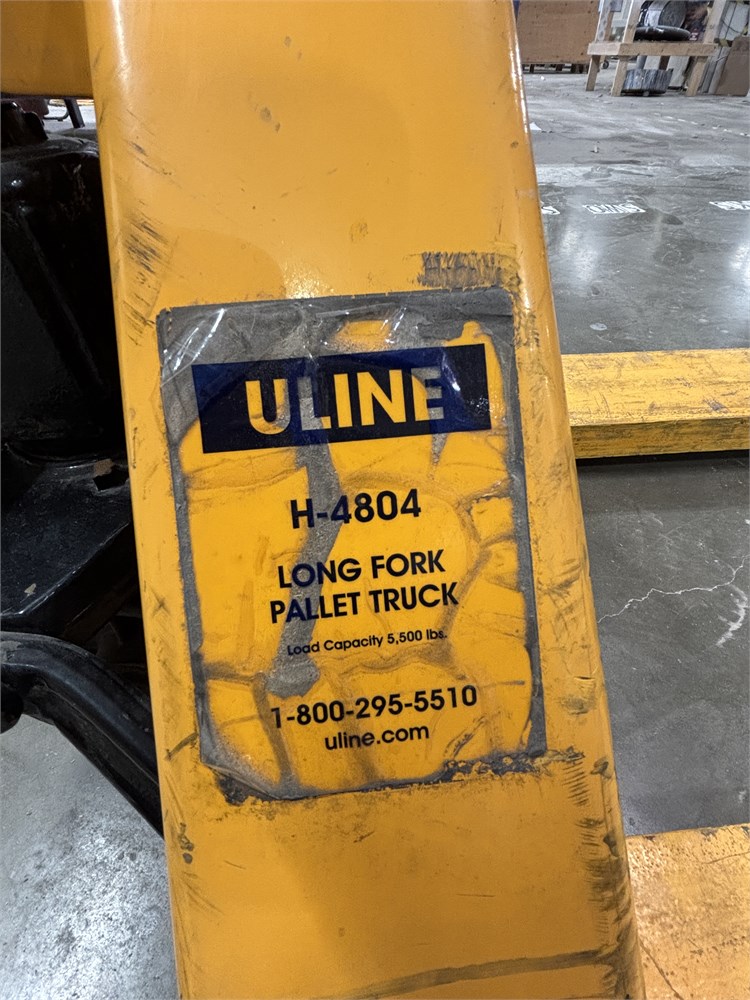 ULINE
H-4804
LONG FORK
PALLET TRUCK
Load Capacity 5,500 lbs.
1-800-295-5510
uline.com